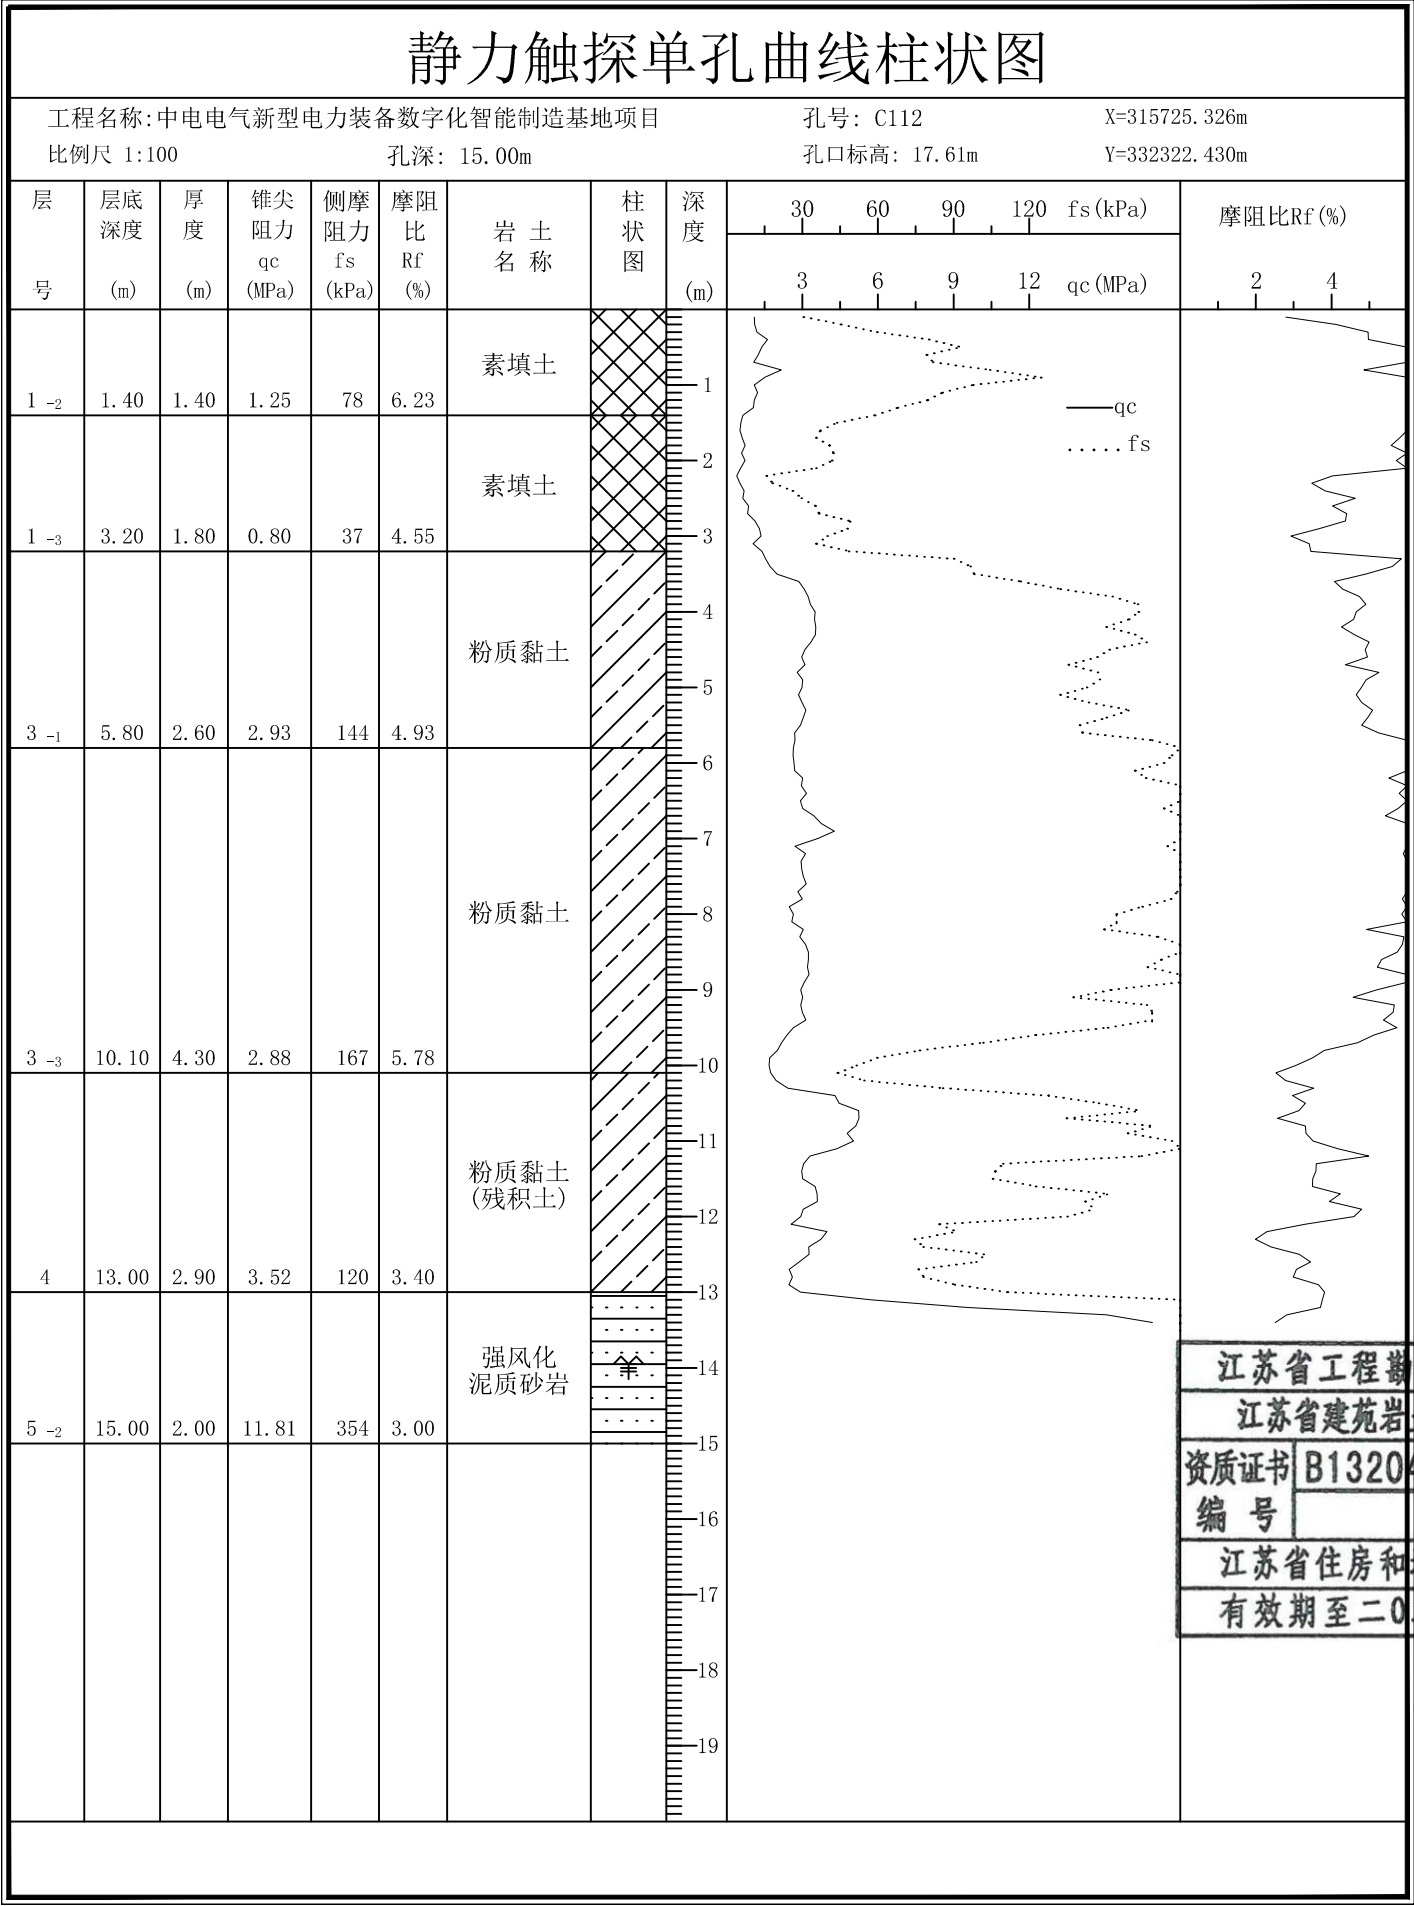 静力触探单孔曲线柱状图
工程名称:中电电气新型电力装备数字化智能制造基地项目 孔号: C112 X=315725.326m
比例尺 1:100 孔深: 15.00m 孔口标高: 17.61m Y=332322.430m
层号 层底深度(m) 厚度(m) 锥尖阻力qc(MPa) 侧摩阻力fs(kPa) 摩阻比Rf(%) 岩土名称 柱状图 深度(m)
30 60 90 120 fs(kPa) 摩阻比Rf(%)
3 6 9 12 qc(MPa) 2 4
素填土
1-2 1.40 1.40 1.25 78 6.23
素填土
1-3 3.20 1.80 0.80 37 4.55
粉质黏土
3-1 5.80 2.60 2.93 144 4.93
粉质黏土
3-3 10.10 4.30 2.88 167 5.78
粉质黏土
(残积土)
4 13.00 2.90 3.52 120 3.40
强风化
泥质砂岩
5-2 15.00 2.00 11.81 354 3.00
1
2
3
4
5
6
7
8
9
10
11
12
13
14
15
16
17
18
19
qc
fs
江苏省工程勘
江苏省建苑岩
资质证书 B1320
编号
江苏省住房和
有效期至二0